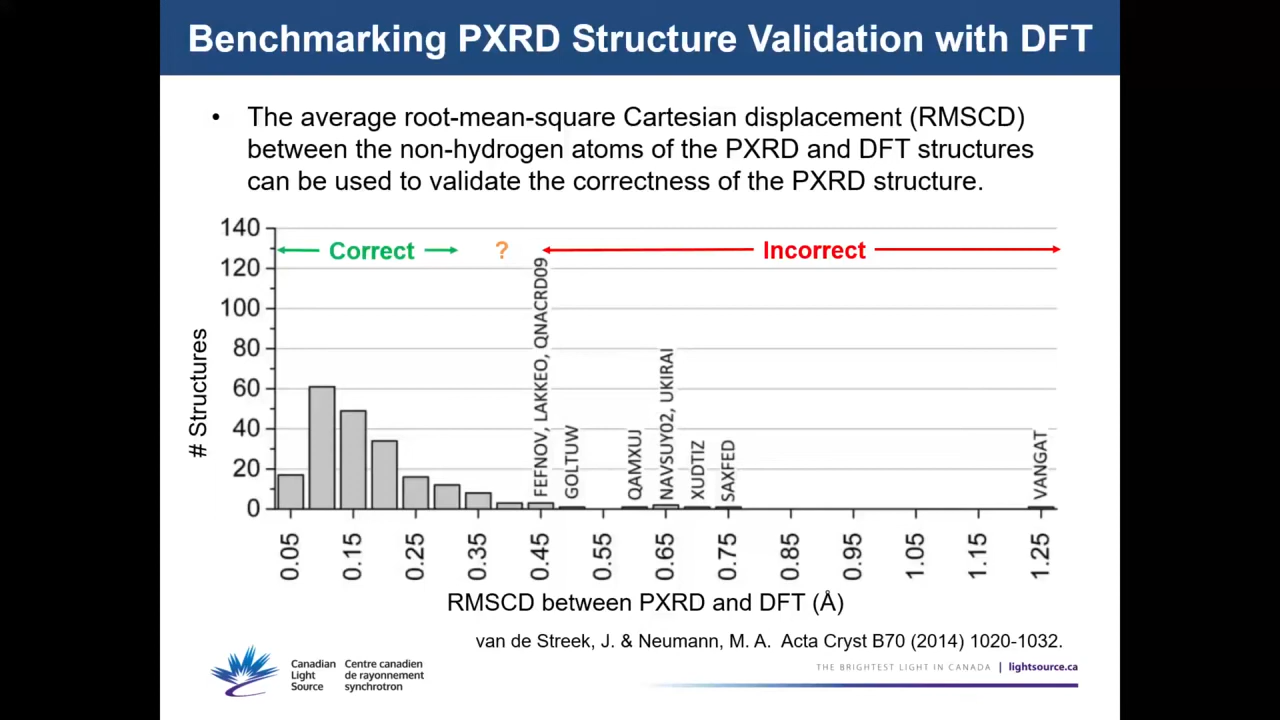 Benchmarking PXRD Structure Validation with DFT
• The average root-mean-square Cartesian displacement (RMSCD)
between the non-hydrogen atoms of the PXRD and DFT structures
can be used to validate the correctness of the PXRD structure.
140
120
100
80
60
40
20
0
# Structures
Correct
?
Incorrect
FEFNOV, LAKKEO, QNACRD09
GOLTUW
QAMXUJ
NAVSUY02, UKIRAI
XUDTIZ
SAXFED
VANGAT
0.05
0.15
0.25
0.35
0.45
0.55
0.65
0.75
0.85
0.95
1.05
1.15
1.25
RMSCD between PXRD and DFT (Å)
van de Streek, J. & Neumann, M. A. Acta Cryst B70 (2014) 1020-1032.
Canadian
Light
Source
Centre canadien
de rayonnement
synchrotron
THE BRIGHTEST LIGHT IN CANADA | lightsource.ca